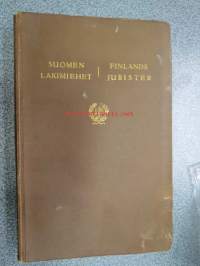 SUOMEN FINLANDS
LAKIMIEHET JURISTER